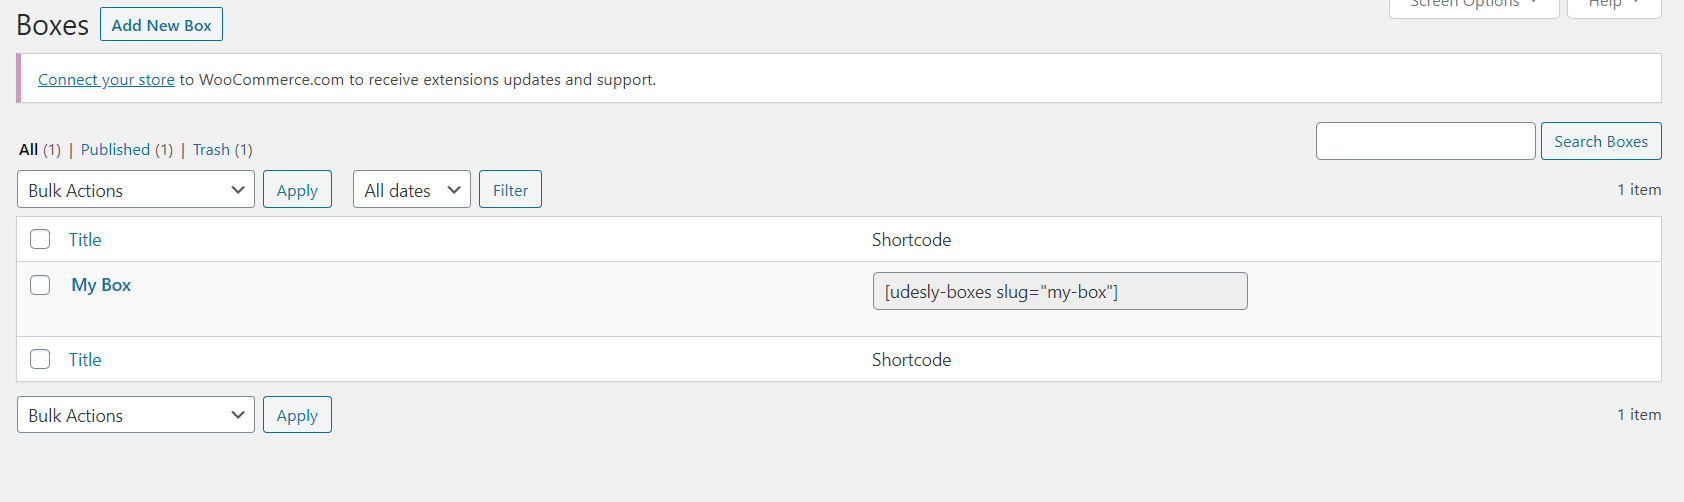 Screen Options
Help
Boxes Add New Box
Connect your store to WooCommerce.com to receive extensions updates and support.
All (1) | Published (1) | Trash (1)
Search Boxes
Bulk Actions Apply All dates Filter 1 item
Title Shortcode
My Box [udesly-boxes slug="my-box"]
Title Shortcode
Bulk Actions Apply 1 item